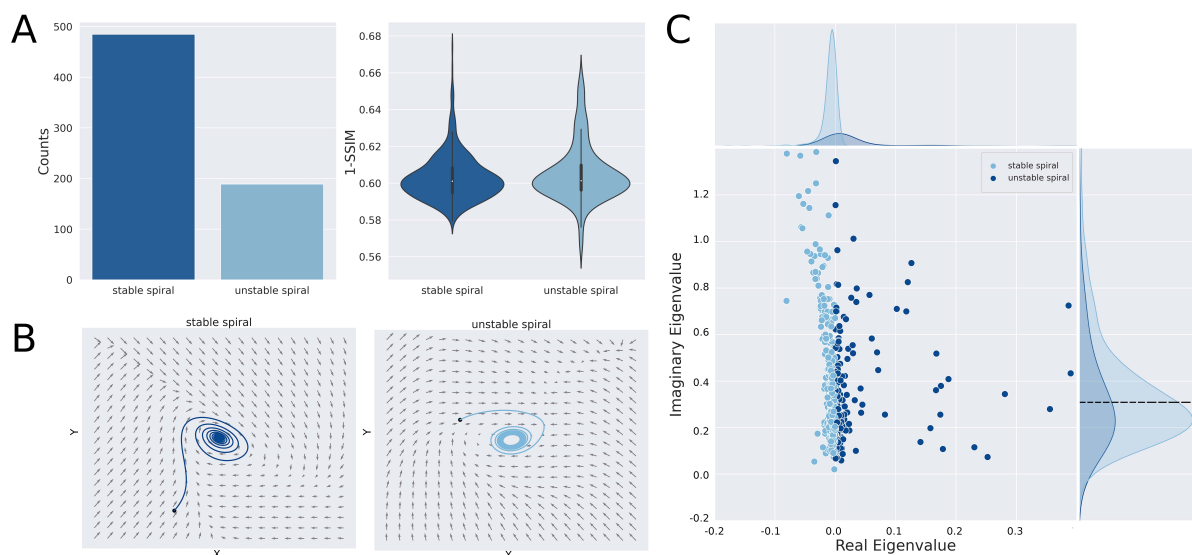 A
500
400
300
200
100
0
Counts
stable spiral
unstable spiral
0.68
0.66
0.64
0.62
0.60
0.58
0.56
1-SSIM
stable spiral
unstable spiral
B
stable spiral
Y
X
unstable spiral
Y
X
C
stable spiral
unstable spiral
1.2
1.0
0.8
0.6
0.4
0.2
0.0
-0.2
Imaginary Eigenvalue
-0.2
-0.1
0.0
0.1
0.2
0.3
Real Eigenvalue